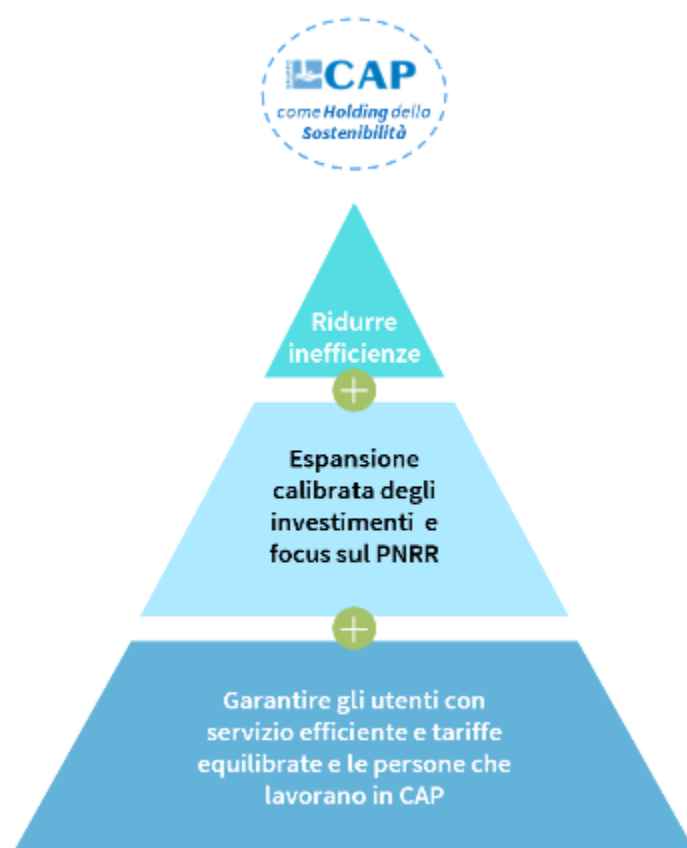 GRUPPO CAP
come Holding della
Sostenibilità
Ridurre
inefficienze
+
Espansione
calibrata degli
investimenti e
focus sul PNRR
+
Garantire gli utenti con
servizio efficiente e tariffe
equilibrate e le persone che
lavorano in CAP